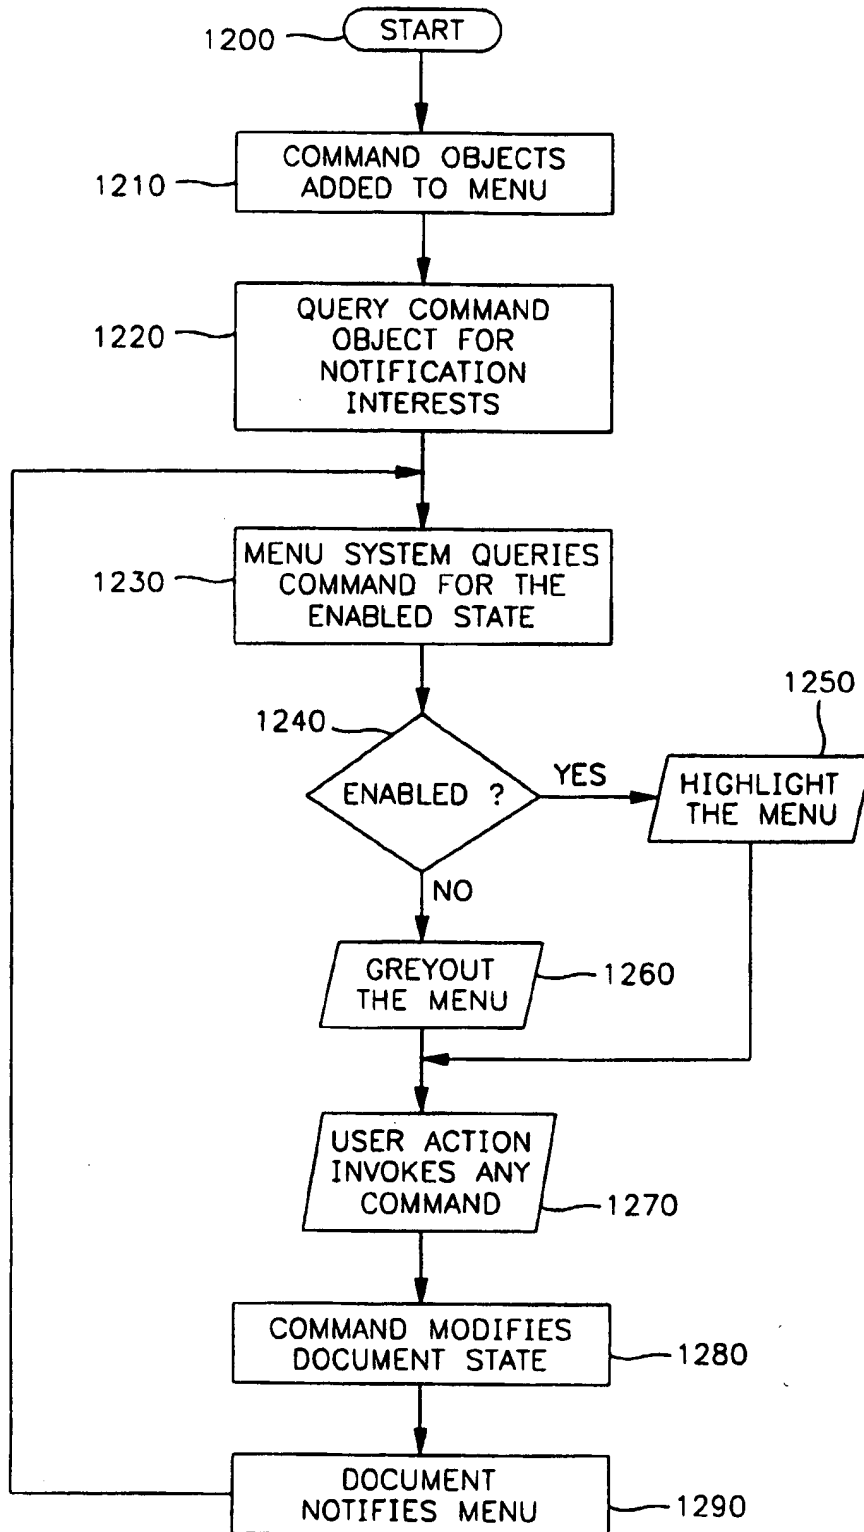 1200
START
1210
COMMAND OBJECTS
ADDED TO MENU
1220
QUERY COMMAND
OBJECT FOR
NOTIFICATION
INTERESTS
1230
MENU SYSTEM QUERIES
COMMAND FOR THE
ENABLED STATE
1240
ENABLED ?
YES
1250
HIGHLIGHT
THE MENU
NO
GREYOUT
THE MENU
1260
USER ACTION
INVOKES ANY
COMMAND
1270
COMMAND MODIFIES
DOCUMENT STATE
1280
DOCUMENT
NOTIFIES MENU
1290